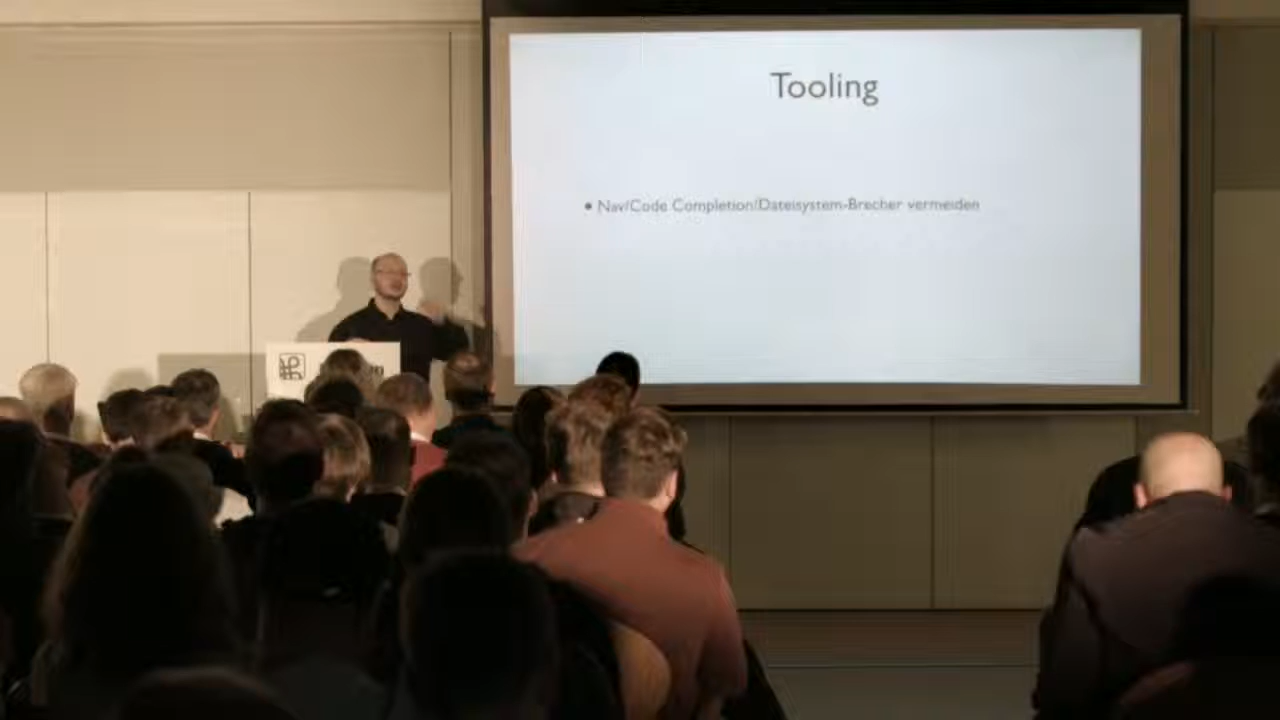 Tooling
• Nav/Code Completion/Dateisystem-Brecher vermeiden